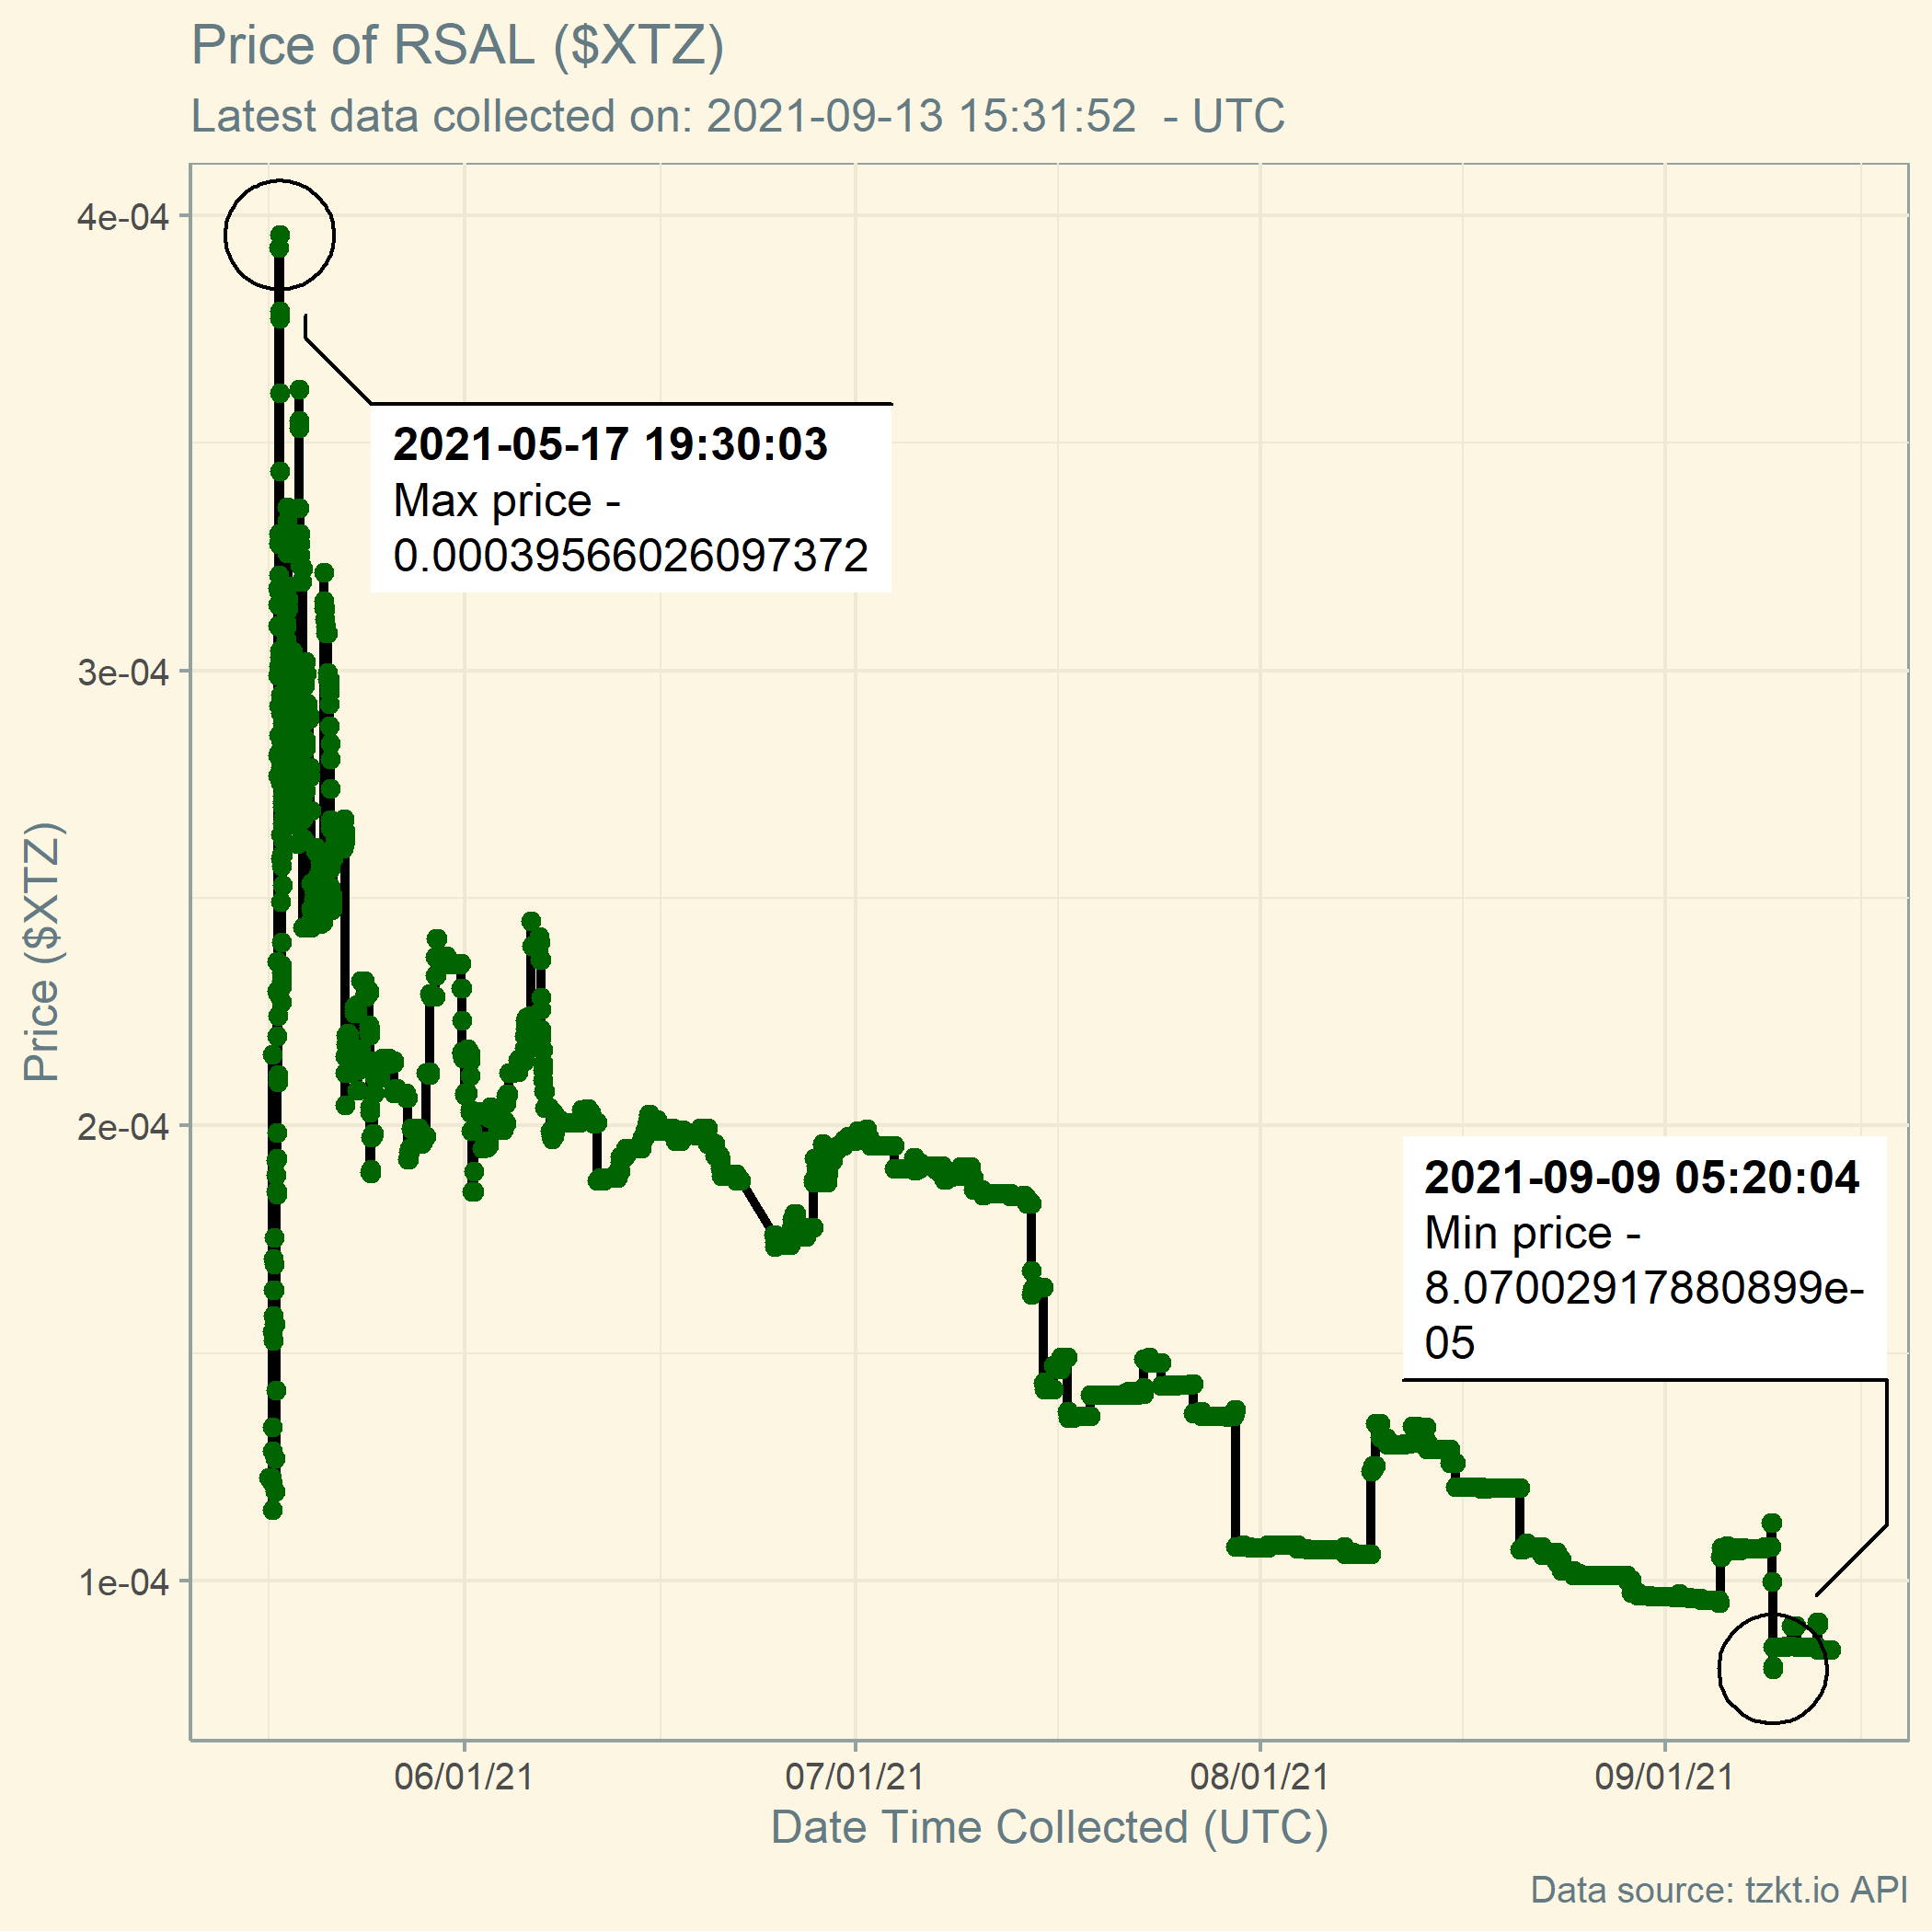 Price of RSAL ($XTZ)
Latest data collected on: 2021-09-13 15:31:52  - UTC
4e-04
3e-04
2e-04
1e-04
Price ($XTZ)
2021-05-17 19:30:03
Max price -
0.000395660260​97372
2021-09-09 05:20:04
Min price -
8.07002917880899e-
05
06/01/21
07/01/21
08/01/21
09/01/21
Date Time Collected (UTC)
Data source: tzkt.io API